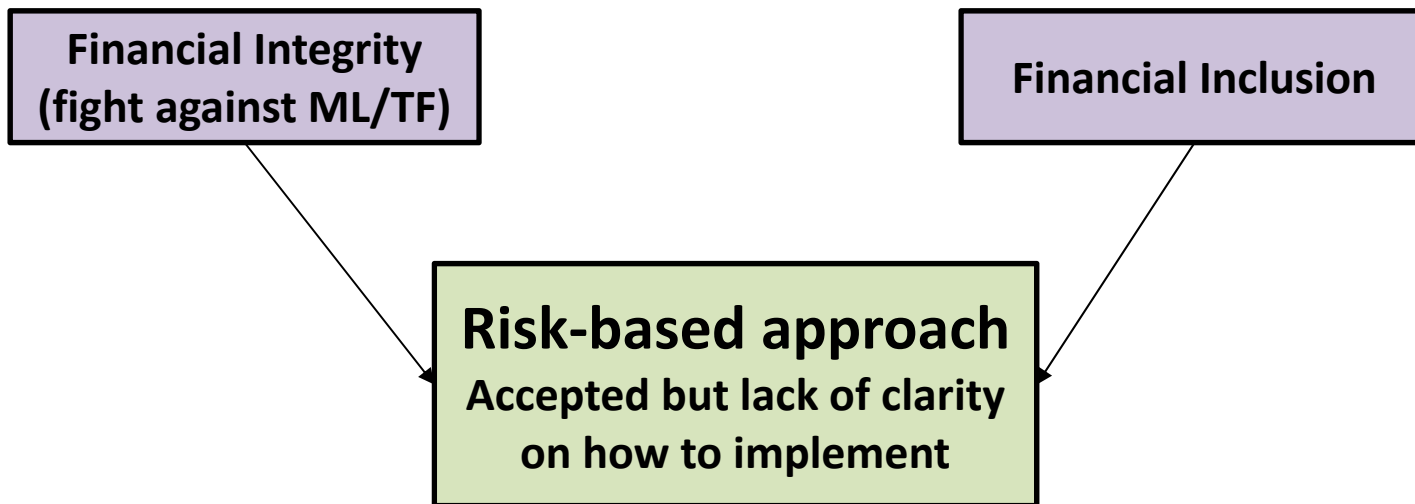 Financial Integrity
(fight against ML/TF)
Financial Inclusion
Risk-based approach
Accepted but lack of clarity
on how to implement